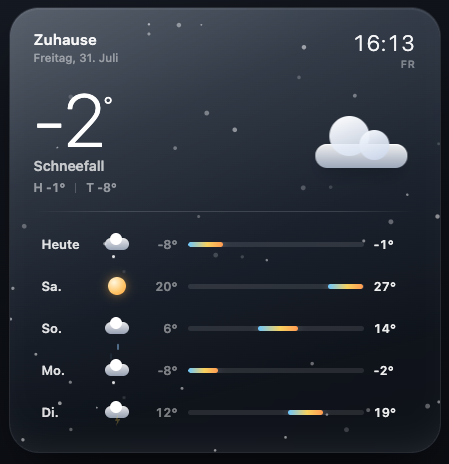 Zuhause
16:13
Freitag, 31. Juli
FR
-2°
Schneefall
H -1° | T -8°
Heute -8° -1°
Sa. 20° 27°
So. 6° 14°
Mo. -8° -2°
Di. 12° 19°